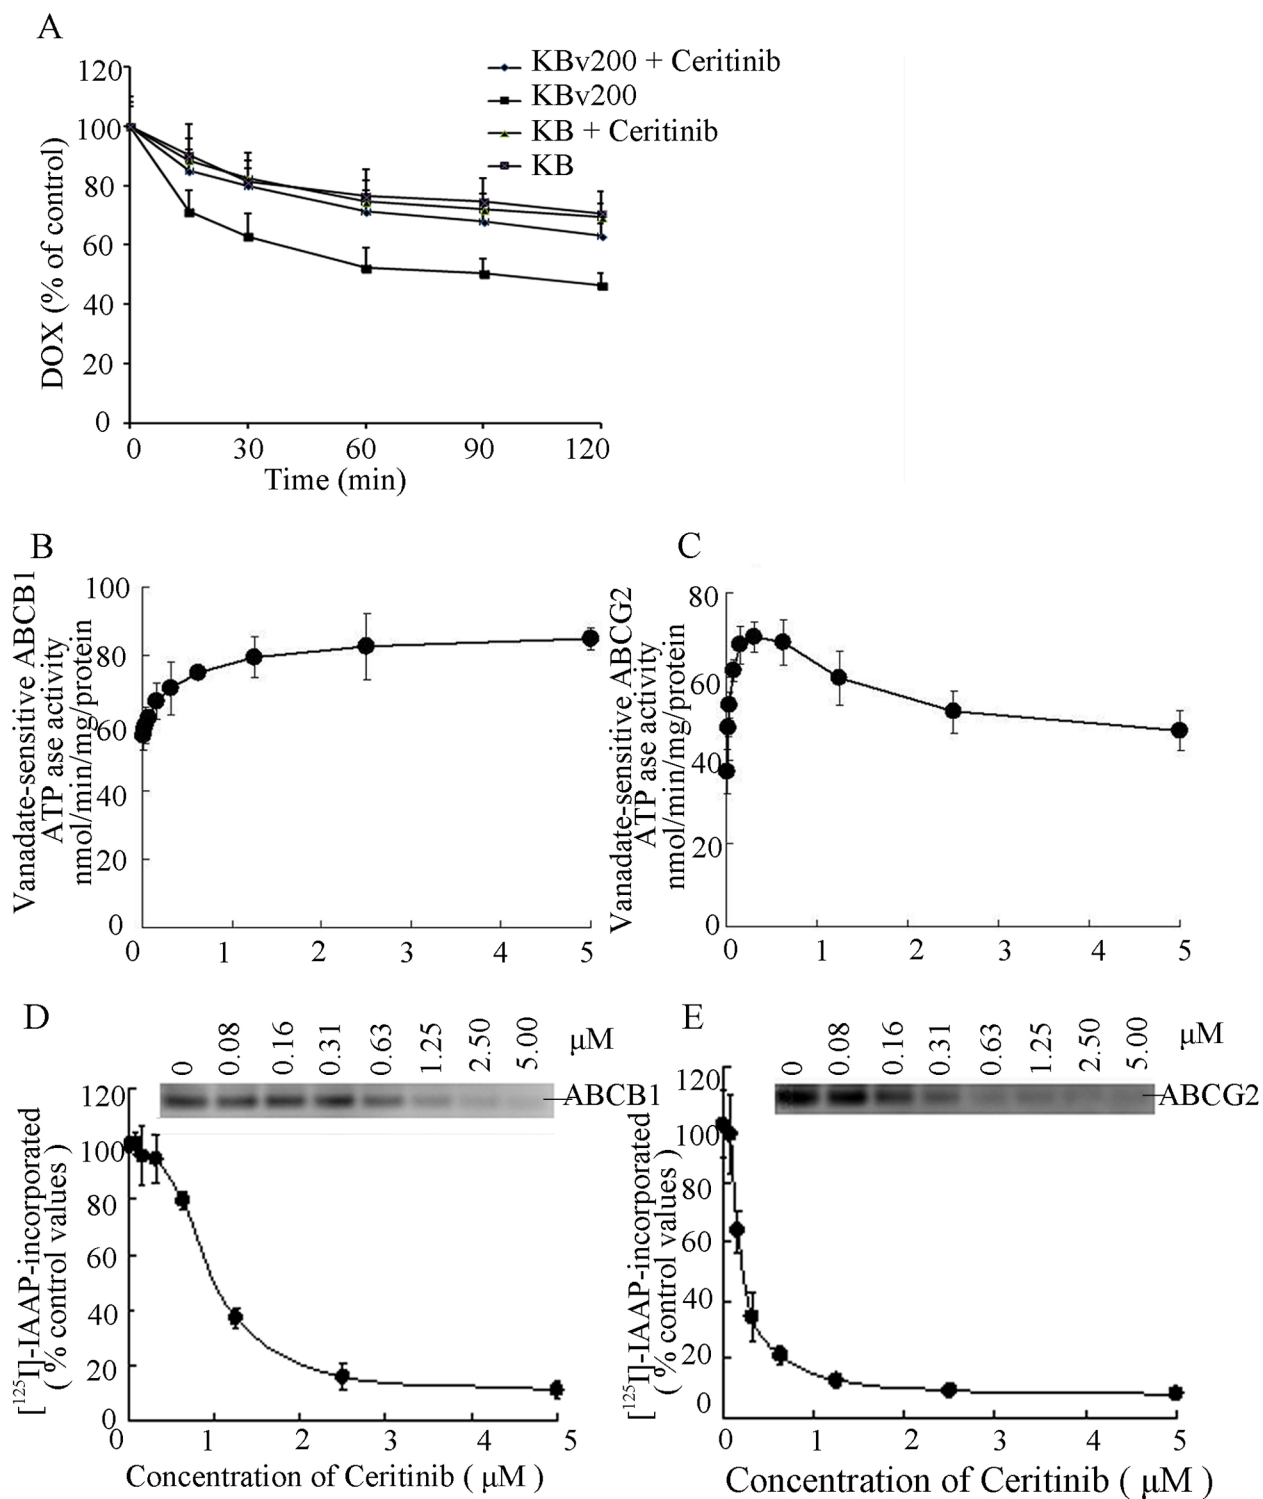 A
KBv200 + Ceritinib
KBv200
KB + Ceritinib
KB
120
100
80
60
40
20
0
DOX (% of control)
0 30 60 90 120
Time (min)
B
Vanadate-sensitive ABCB1
ATP ase activity
nmol/min/mg/protein
100
80
60
40
20
0
0 1 2 3 4 5
C
Vanadate-sensitive ABCG2
ATP ase activity
nmol/min/mg/protein
80
60
40
20
0
0 1 2 3 4 5
D
0 0.08 0.16 0.31 0.63 1.25 2.50 5.00 μM
ABCB1
[¹²⁵I]-IAAP-incorporated
( % control values )
120
100
80
60
40
20
0
0 1 2 3 4 5
Concentration of Ceritinib ( μM )
E
0 0.08 0.16 0.31 0.63 1.25 2.50 5.00 μM
ABCG2
[¹²⁵I]-IAAP-incorporated
( % control values )
120
100
80
60
40
20
0
0 1 2 3 4 5
Concentration of Ceritinib ( μM )